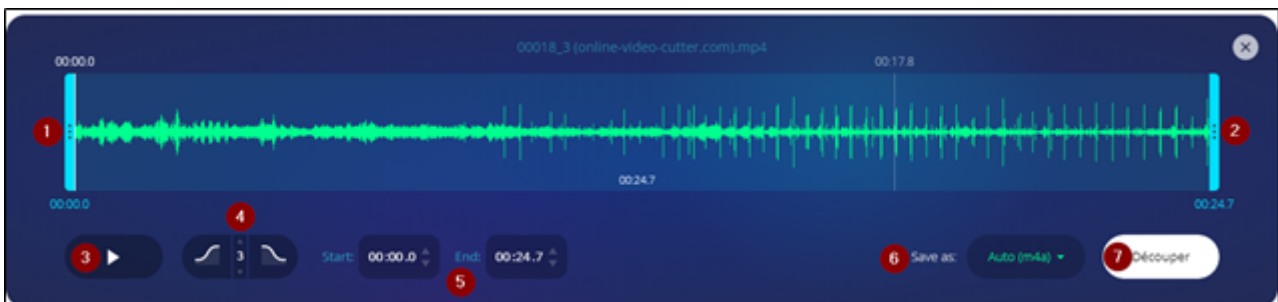 00018_3 (online-video-cutter.com).mp4
00:00.0
00:17.8
1
2
00:24.7
00:00.0
00:24.7
4
3
3
Start: 00:00.0
End: 00:24.7
5
6
Save as: Auto (m4a)
7
Découper